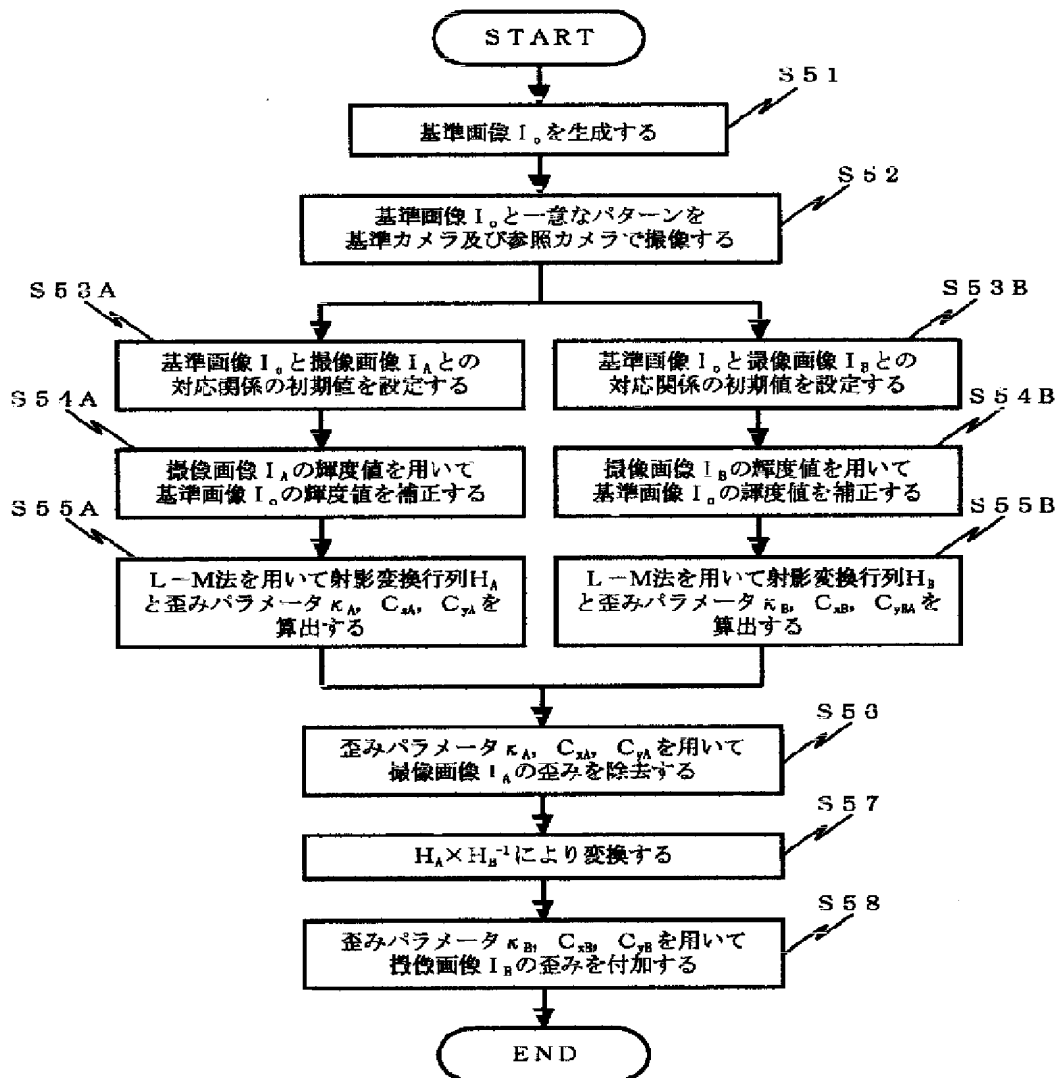 START
S51
基準画像I₀を生成する
S52
基準画像I₀と一意なパターンを
基準カメラ及び参照カメラで撮像する
S53A
基準画像I₀と撮像画像I_Aとの
対応関係の初期値を設定する
S53B
基準画像I₀と撮像画像I_Bとの
対応関係の初期値を設定する
S54A
撮像画像I_Aの輝度値を用いて
基準画像I₀の輝度値を補正する
S54B
撮像画像I_Bの輝度値を用いて
基準画像I₀の輝度値を補正する
S55A
L－M法を用いて射影変換行列H_A
と歪みパラメータκ_A, C_xA, C_yAを
算出する
S55B
L－M法を用いて射影変換行列H_B
と歪みパラメータκ_B, C_xB, C_yBAを
算出する
S56
歪みパラメータκ_A, C_xA, C_yAを用いて
撮像画像I_Aの歪みを除去する
S57
H_A×H_B⁻¹により変換する
S58
歪みパラメータκ_B, C_xB, C_yBを用いて
撮像画像I_Bの歪みを付加する
END